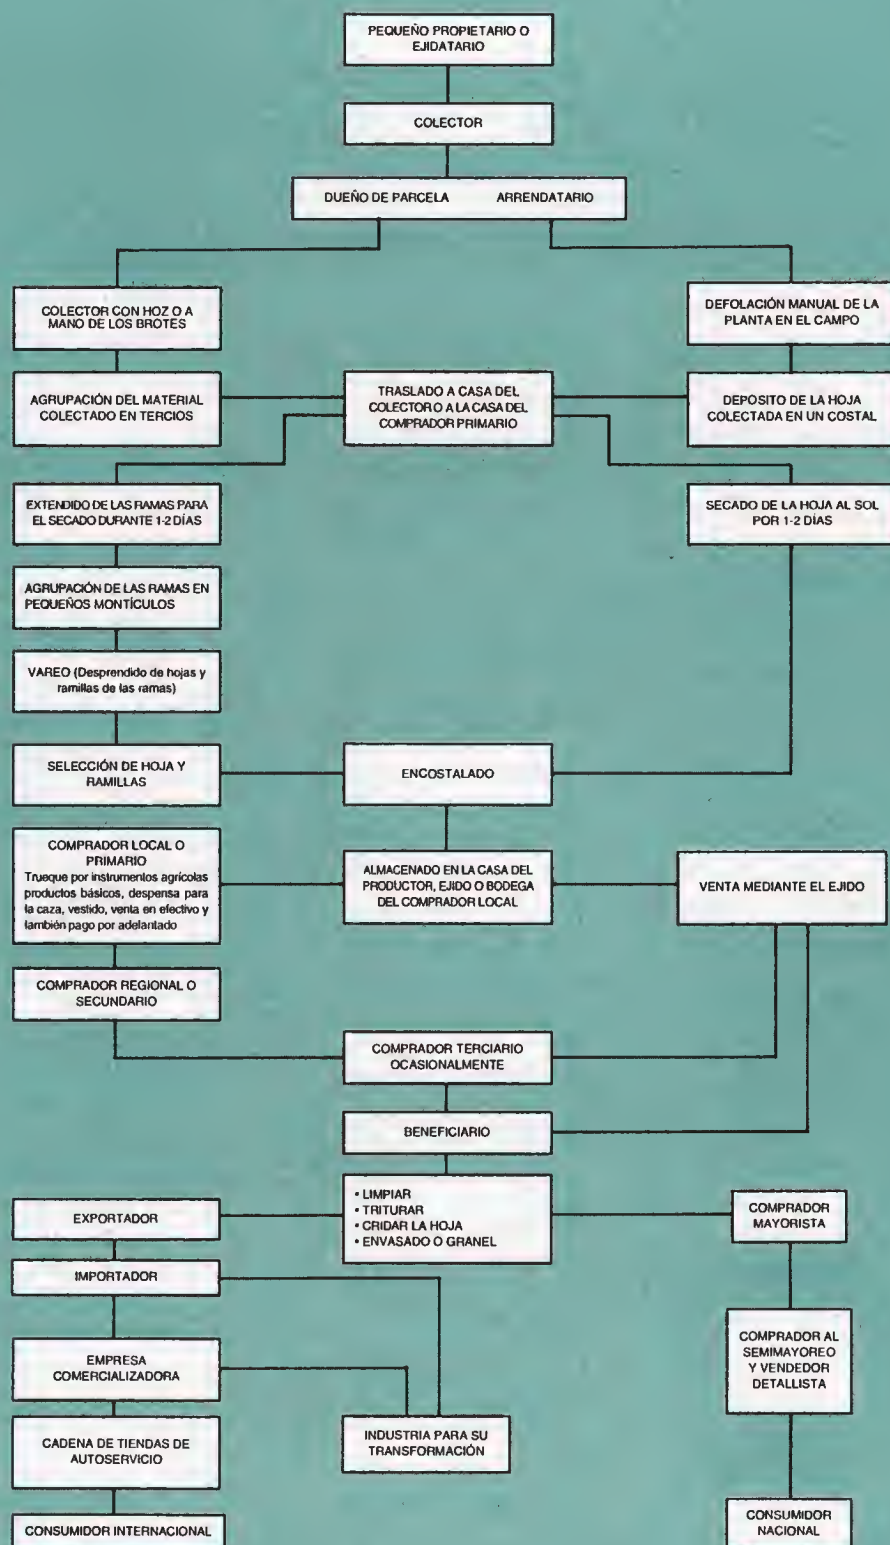 PEQUEÑO PROPIETARIO O
EJIDATARIO
COLECTOR
DUEÑO DE PARCELA ARRENDATARIO
COLECTOR CON HOZ O A
MANO DE LOS BROTES
DEFOLACIÓN MANUAL DE LA
PLANTA EN EL CAMPO
AGRUPACIÓN DEL MATERIAL
COLECTADO EN TERCIOS
TRASLADO A CASA DEL
COLECTOR O A LA CASA DEL
COMPRADOR PRIMARIO
DEPÓSITO DE LA HOJA
COLECTADA EN UN COSTAL
EXTENDIDO DE LAS RAMAS PARA
EL SECADO DURANTE 1-2 DÍAS
SECADO DE LA HOJA AL SOL
POR 1-2 DÍAS
AGRUPACIÓN DE LAS RAMAS EN
PEQUEÑOS MONTÍCULOS
VAREO (Desprendido de hojas y
ramillas de las ramas)
SELECCIÓN DE HOJA Y
RAMILLAS
ENCOSTALADO
COMPRADOR LOCAL O
PRIMARIO
Trueque por instrumentos agrícolas
productos básicos, despensa para
la caza, vestido, venta en efectivo y
también pago por adelantado
ALMACENADO EN LA CASA DEL
PRODUCTOR, EJIDO O BODEGA
DEL COMPRADOR LOCAL
VENTA MEDIANTE EL EJIDO
COMPRADOR REGIONAL O
SECUNDARIO
COMPRADOR TERCIARIO
OCASIONALMENTE
BENEFICIARIO
• LIMPIAR
• TRITURAR
• CRIDAR LA HOJA
• ENVASADO O GRANEL
EXPORTADOR
COMPRADOR
MAYORISTA
IMPORTADOR
EMPRESA
COMERCIALIZADORA
COMPRADOR AL
SEMIMAYOREO
Y VENDEDOR
DETALLISTA
CADENA DE TIENDAS DE
AUTOSERVICIO
INDUSTRIA PARA SU
TRANSFORMACIÓN
CONSUMIDOR INTERNACIONAL
CONSUMIDOR
NACIONAL